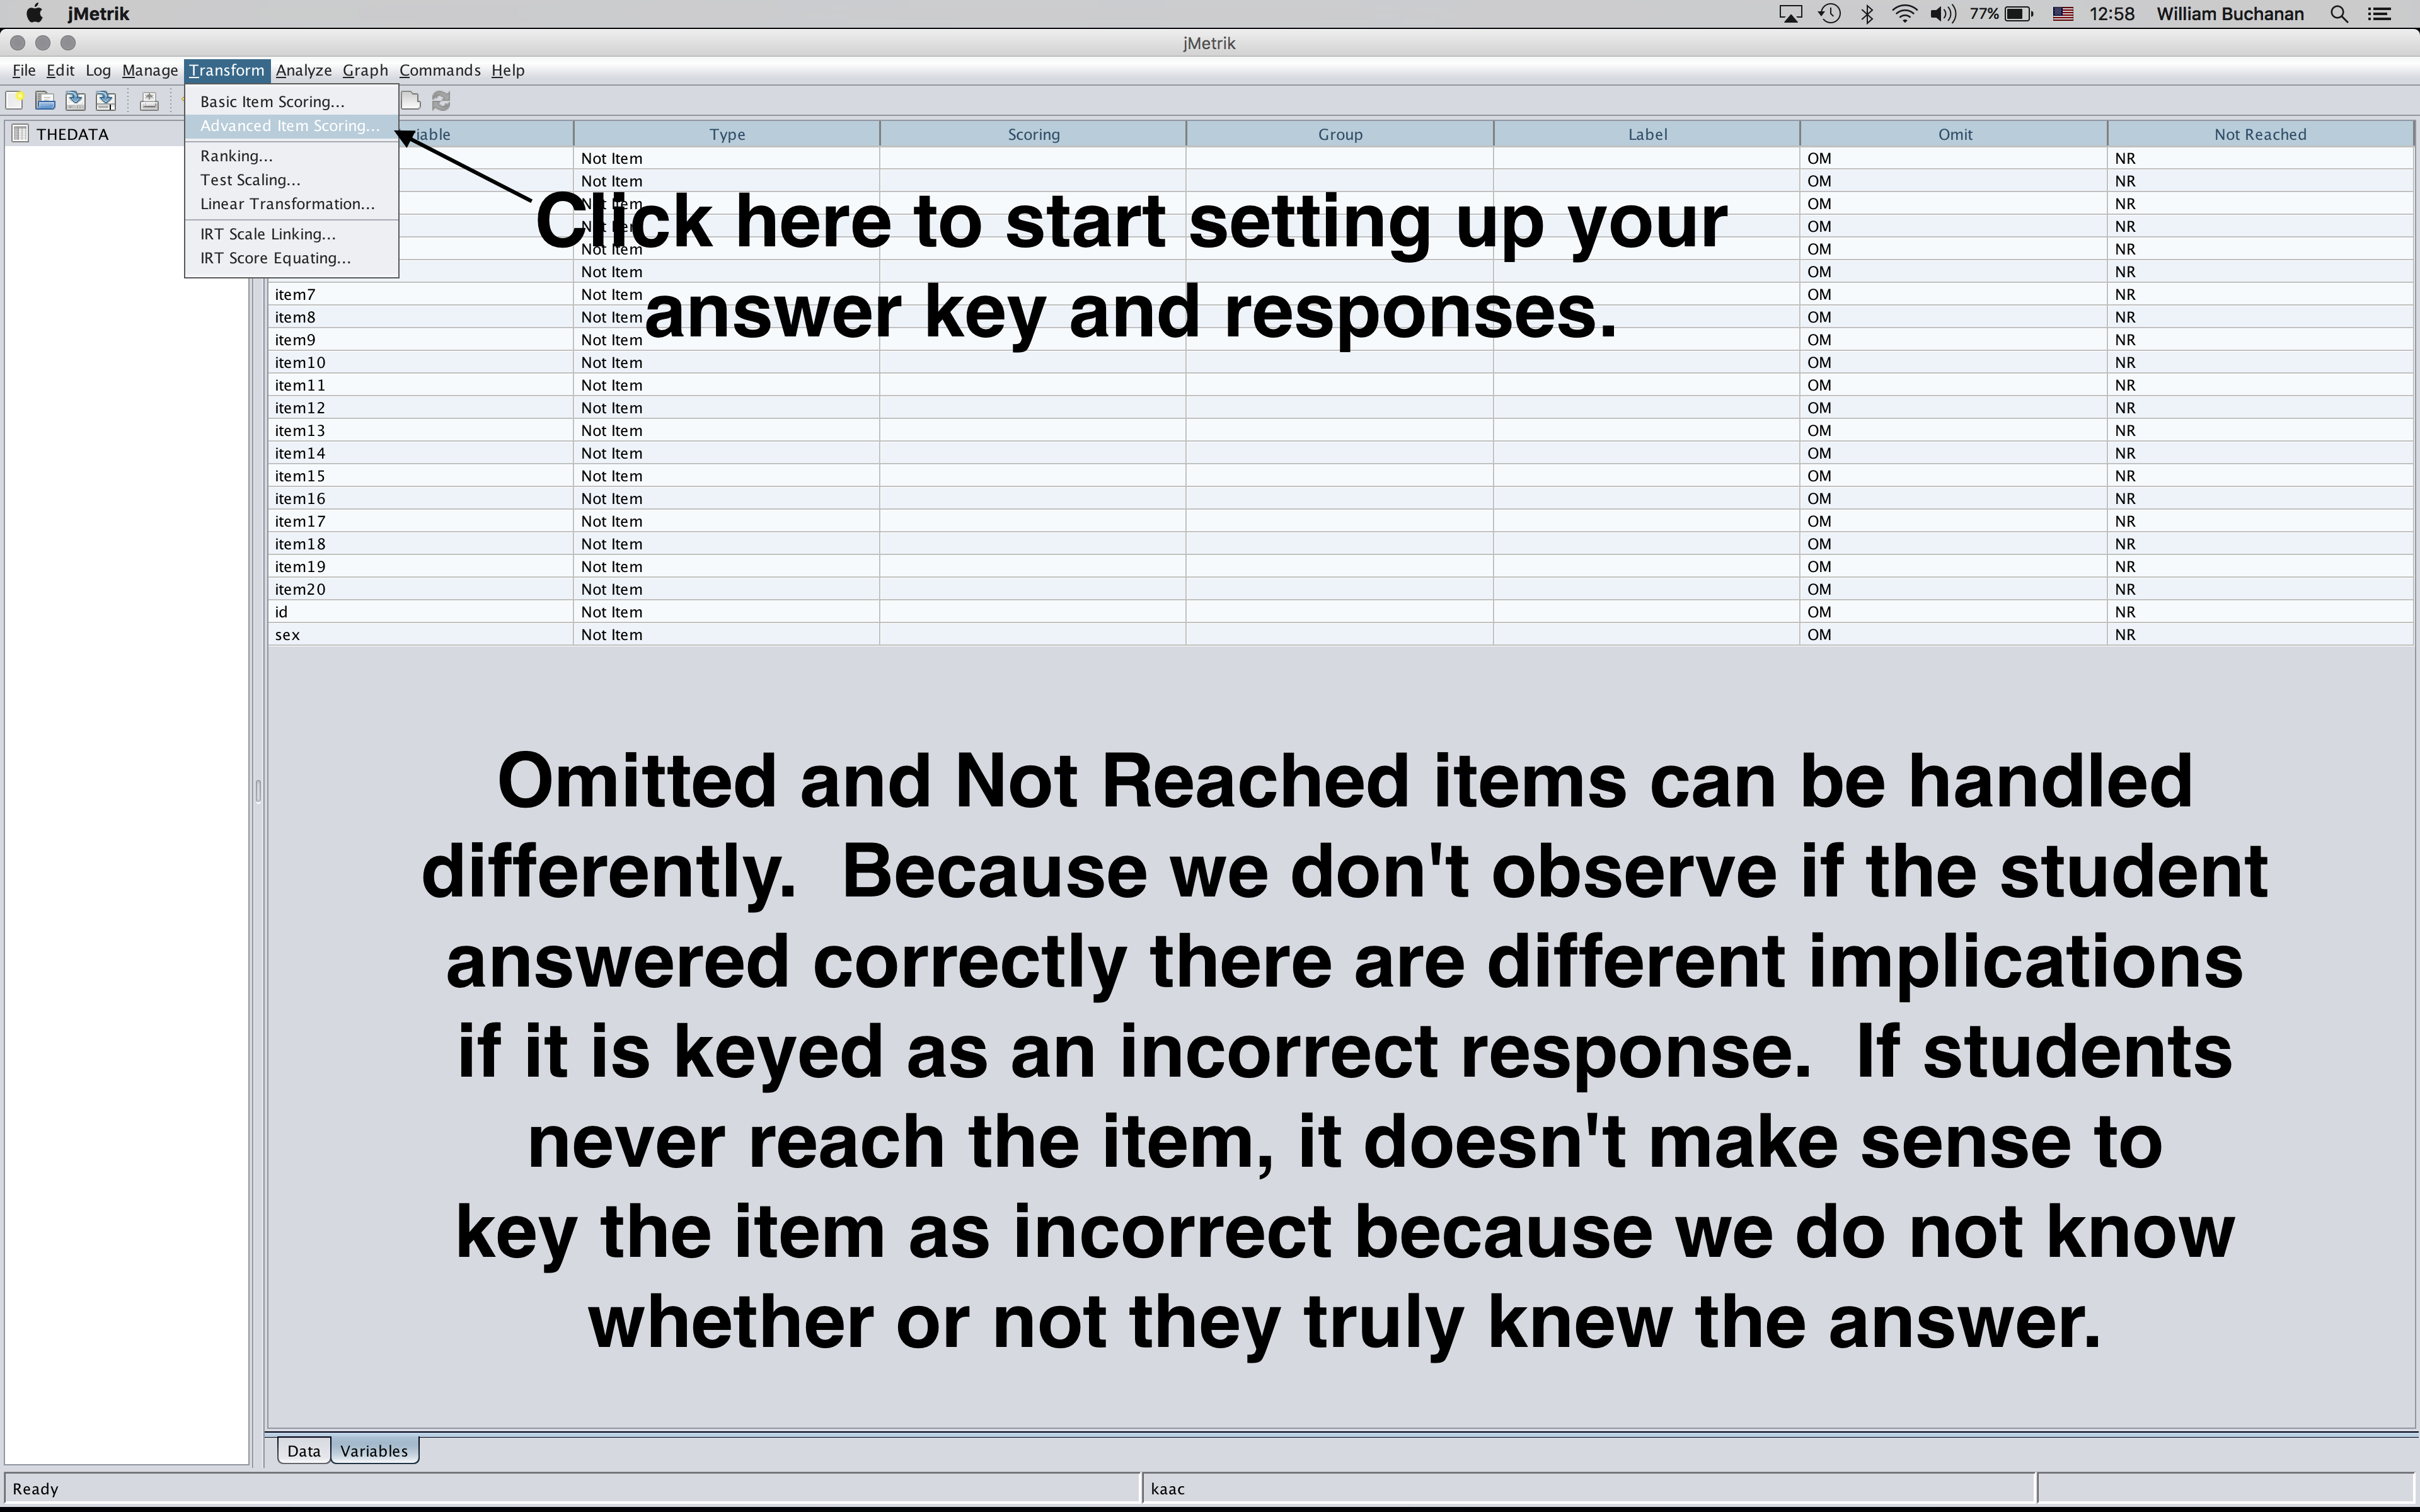 jMetrik 77% 12:58 William Buchanan
jMetrik
File Edit Log Manage Transform Analyze Graph Commands Help
Basic Item Scoring...
Advanced Item Scoring...
Ranking...
Test Scaling...
Linear Transformation...
IRT Scale Linking...
IRT Score Equating...
THEDATA
iable Type Scoring Group Label Omit Not Reached
Not Item OM NR
Not Item OM NR
Not Item OM NR
Not Item OM NR
Not Item OM NR
Not Item OM NR
item7 Not Item OM NR
item8 Not Item OM NR
item9 Not Item OM NR
item10 Not Item OM NR
item11 Not Item OM NR
item12 Not Item OM NR
item13 Not Item OM NR
item14 Not Item OM NR
item15 Not Item OM NR
item16 Not Item OM NR
item17 Not Item OM NR
item18 Not Item OM NR
item19 Not Item OM NR
item20 Not Item OM NR
id Not Item OM NR
sex Not Item OM NR
Click here to start setting up your
answer key and responses.
Omitted and Not Reached items can be handled
differently. Because we don't observe if the student
answered correctly there are different implications
if it is keyed as an incorrect response. If students
never reach the item, it doesn't make sense to
key the item as incorrect because we do not know
whether or not they truly knew the answer.
Data Variables
Ready kaac